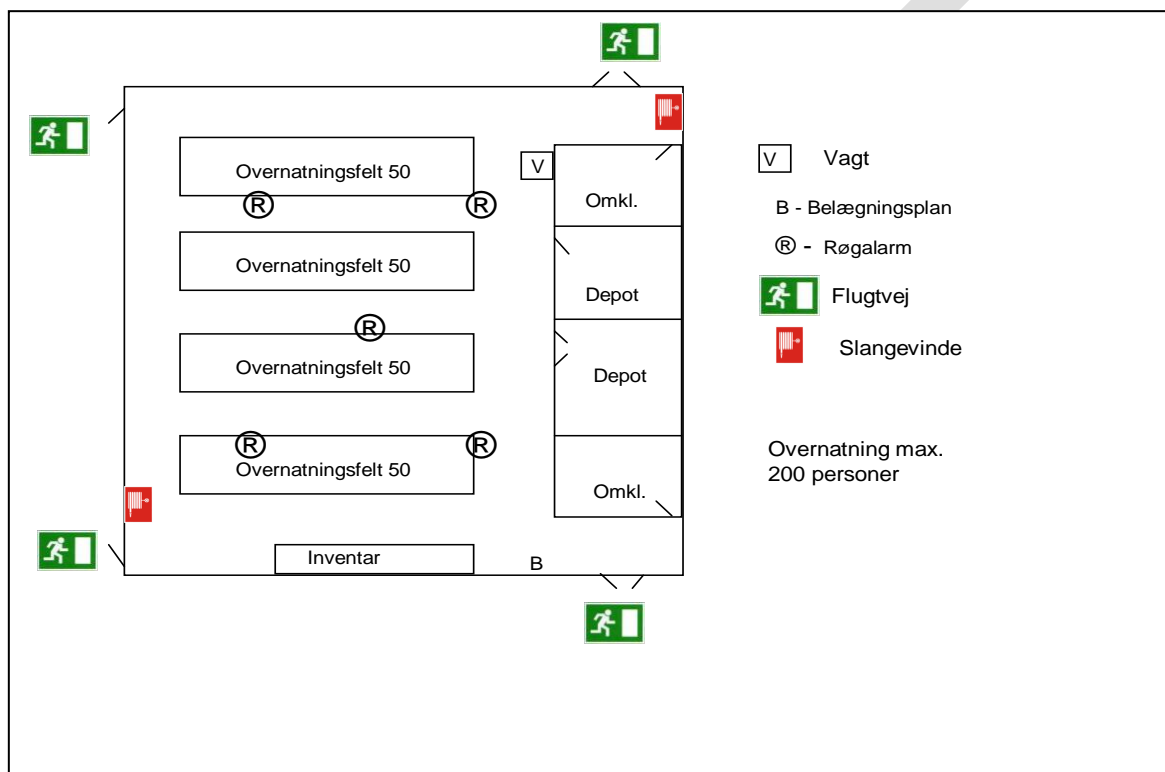 Overnatningsfelt 50
® ®
Overnatningsfelt 50
®
Overnatningsfelt 50
® ®
Overnatningsfelt 50
Inventar
B
V
Omkl.
Depot
Depot
Omkl.
V Vagt
B - Belægningsplan
® - Røgalarm
Flugtvej
Slangevinde
Overnatning max.
200 personer